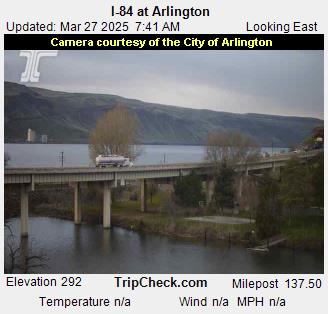 I-84 at Arlington
Updated: Mar 27 2025 7:41 AM Looking East
Camera courtesy of the City of Arlington
Elevation 292 TripCheck.com Milepost 137.50
Temperature n/a Wind n/a MPH n/a